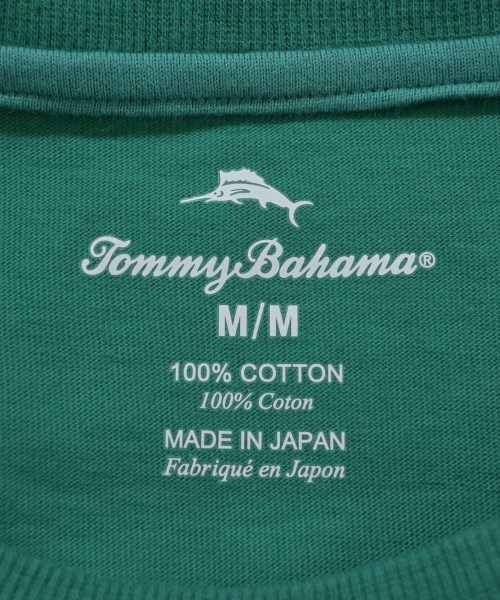 Tommy Bahama®
M/M
100% COTTON
100% Coton
MADE IN JAPAN
Fabriqué en Japon